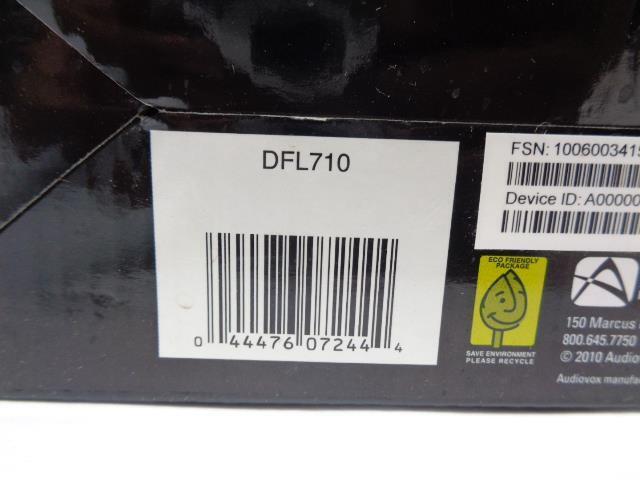 DFL710
0 44476 07244 4
FSN: 100600341
Device ID: A00000
ECO FRIENDLY
PACKAGE
SAVE ENVIRONMENT
PLEASE RECYCLE
150 Marcus
800.645.7750
© 2010 Audio
Audiovox manufa